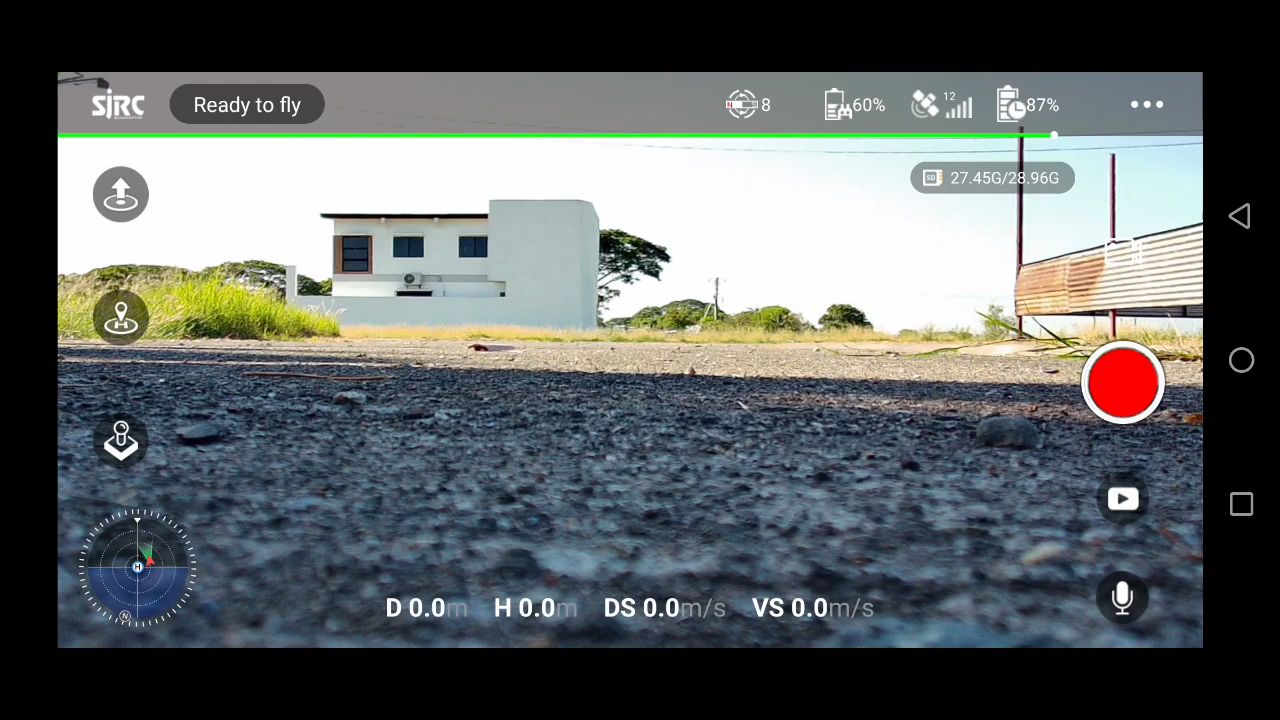 SJRC
Ready to fly
N
8
60%
12
87%
SD
27.45G/28.96G
H
H
N
D 0.0m H 0.0m DS 0.0m/s VS 0.0m/s